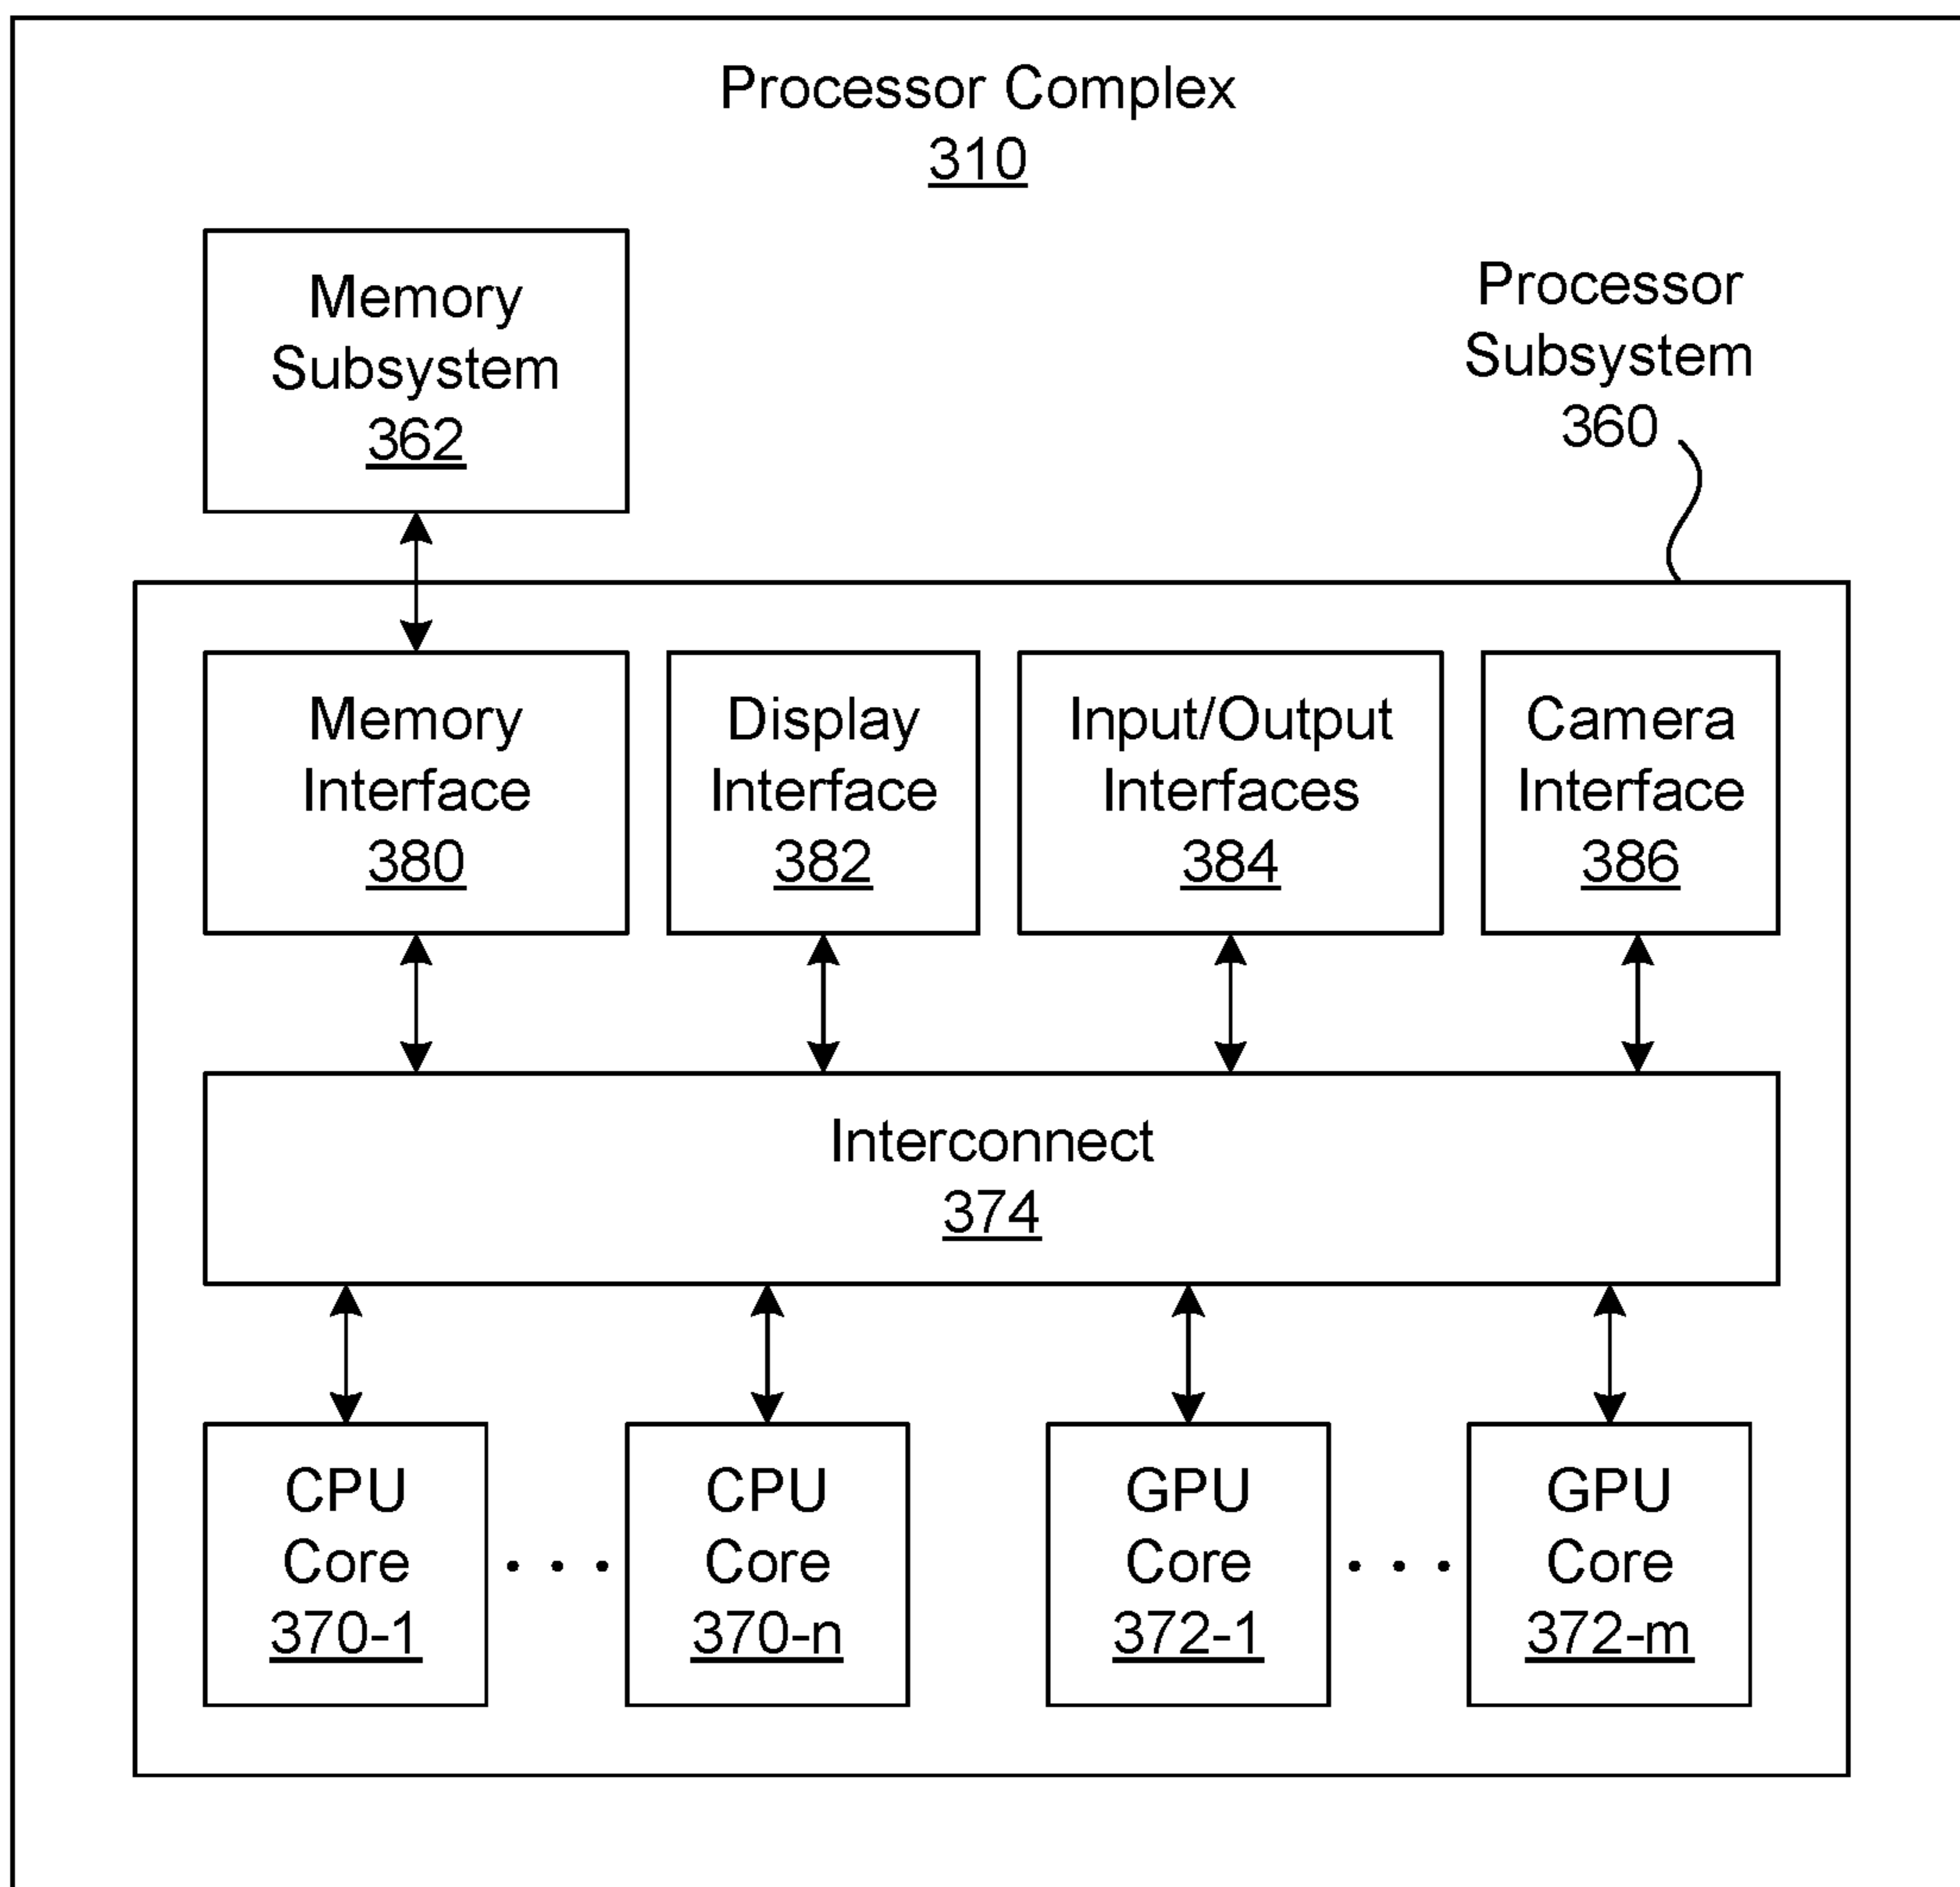 Processor Complex
310
Memory
Subsystem
362
Processor
Subsystem
360
Memory
Interface
380
Display
Interface
382
Input/Output
Interfaces
384
Camera
Interface
386
Interconnect
374
CPU
Core
370-1
CPU
Core
370-n
GPU
Core
372-1
GPU
Core
372-m